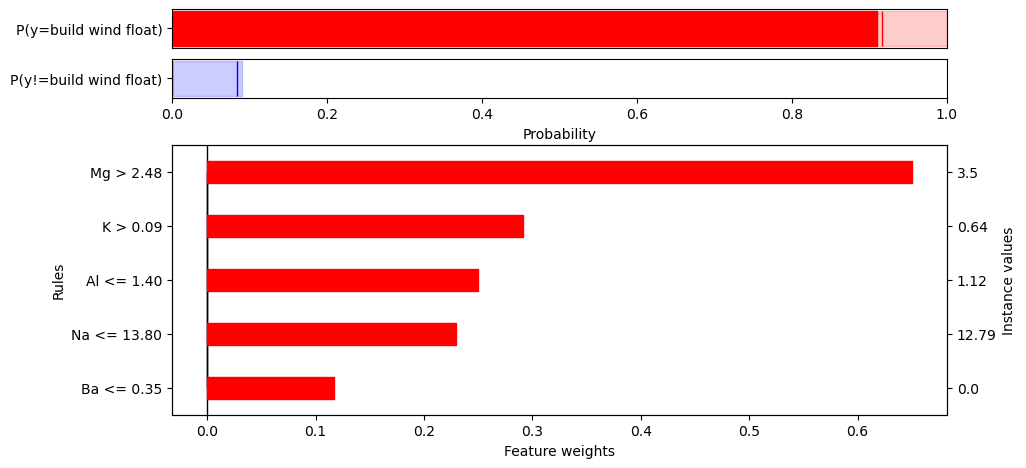 P(y=build wind float)
P(y!=build wind float)
0.0 0.2 0.4 0.6 0.8 1.0
Probability
Mg > 2.48 3.5
K > 0.09 0.64
Al <= 1.40 1.12
Na <= 13.80 12.79
Ba <= 0.35 0.0
Rules
Instance values
0.0 0.1 0.2 0.3 0.4 0.5 0.6
Feature weights